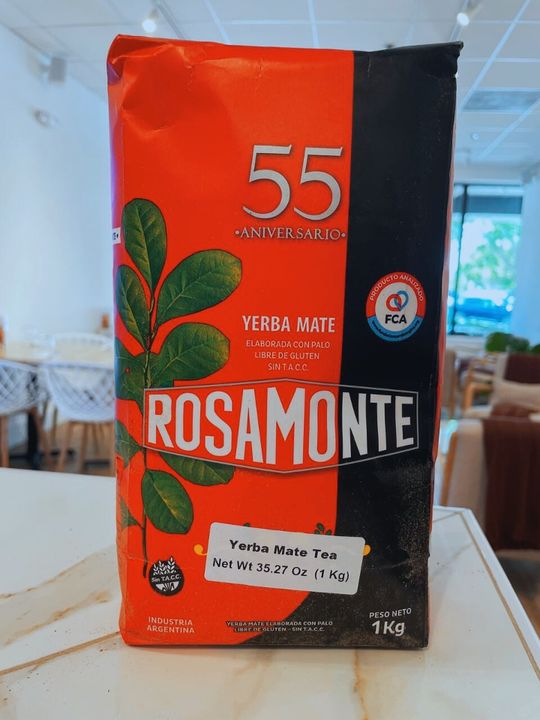 55
•ANIVERSARIO•
PRODUCTO ANALIZADO
FCA
YERBA MATE
ELABORADA CON PALO
LIBRE DE GLUTEN
SIN T.A.C.C.
ROSAMONTE
Yerba Mate Tea
Net Wt 35.27 Oz (1 Kg)
Sin T.A.C.C.
INDUSTRIA
ARGENTINA
YERBA MATE ELABORADA CON PALO
LIBRE DE GLUTEN - SIN T.A.C.C.
PESO NETO
1Kg